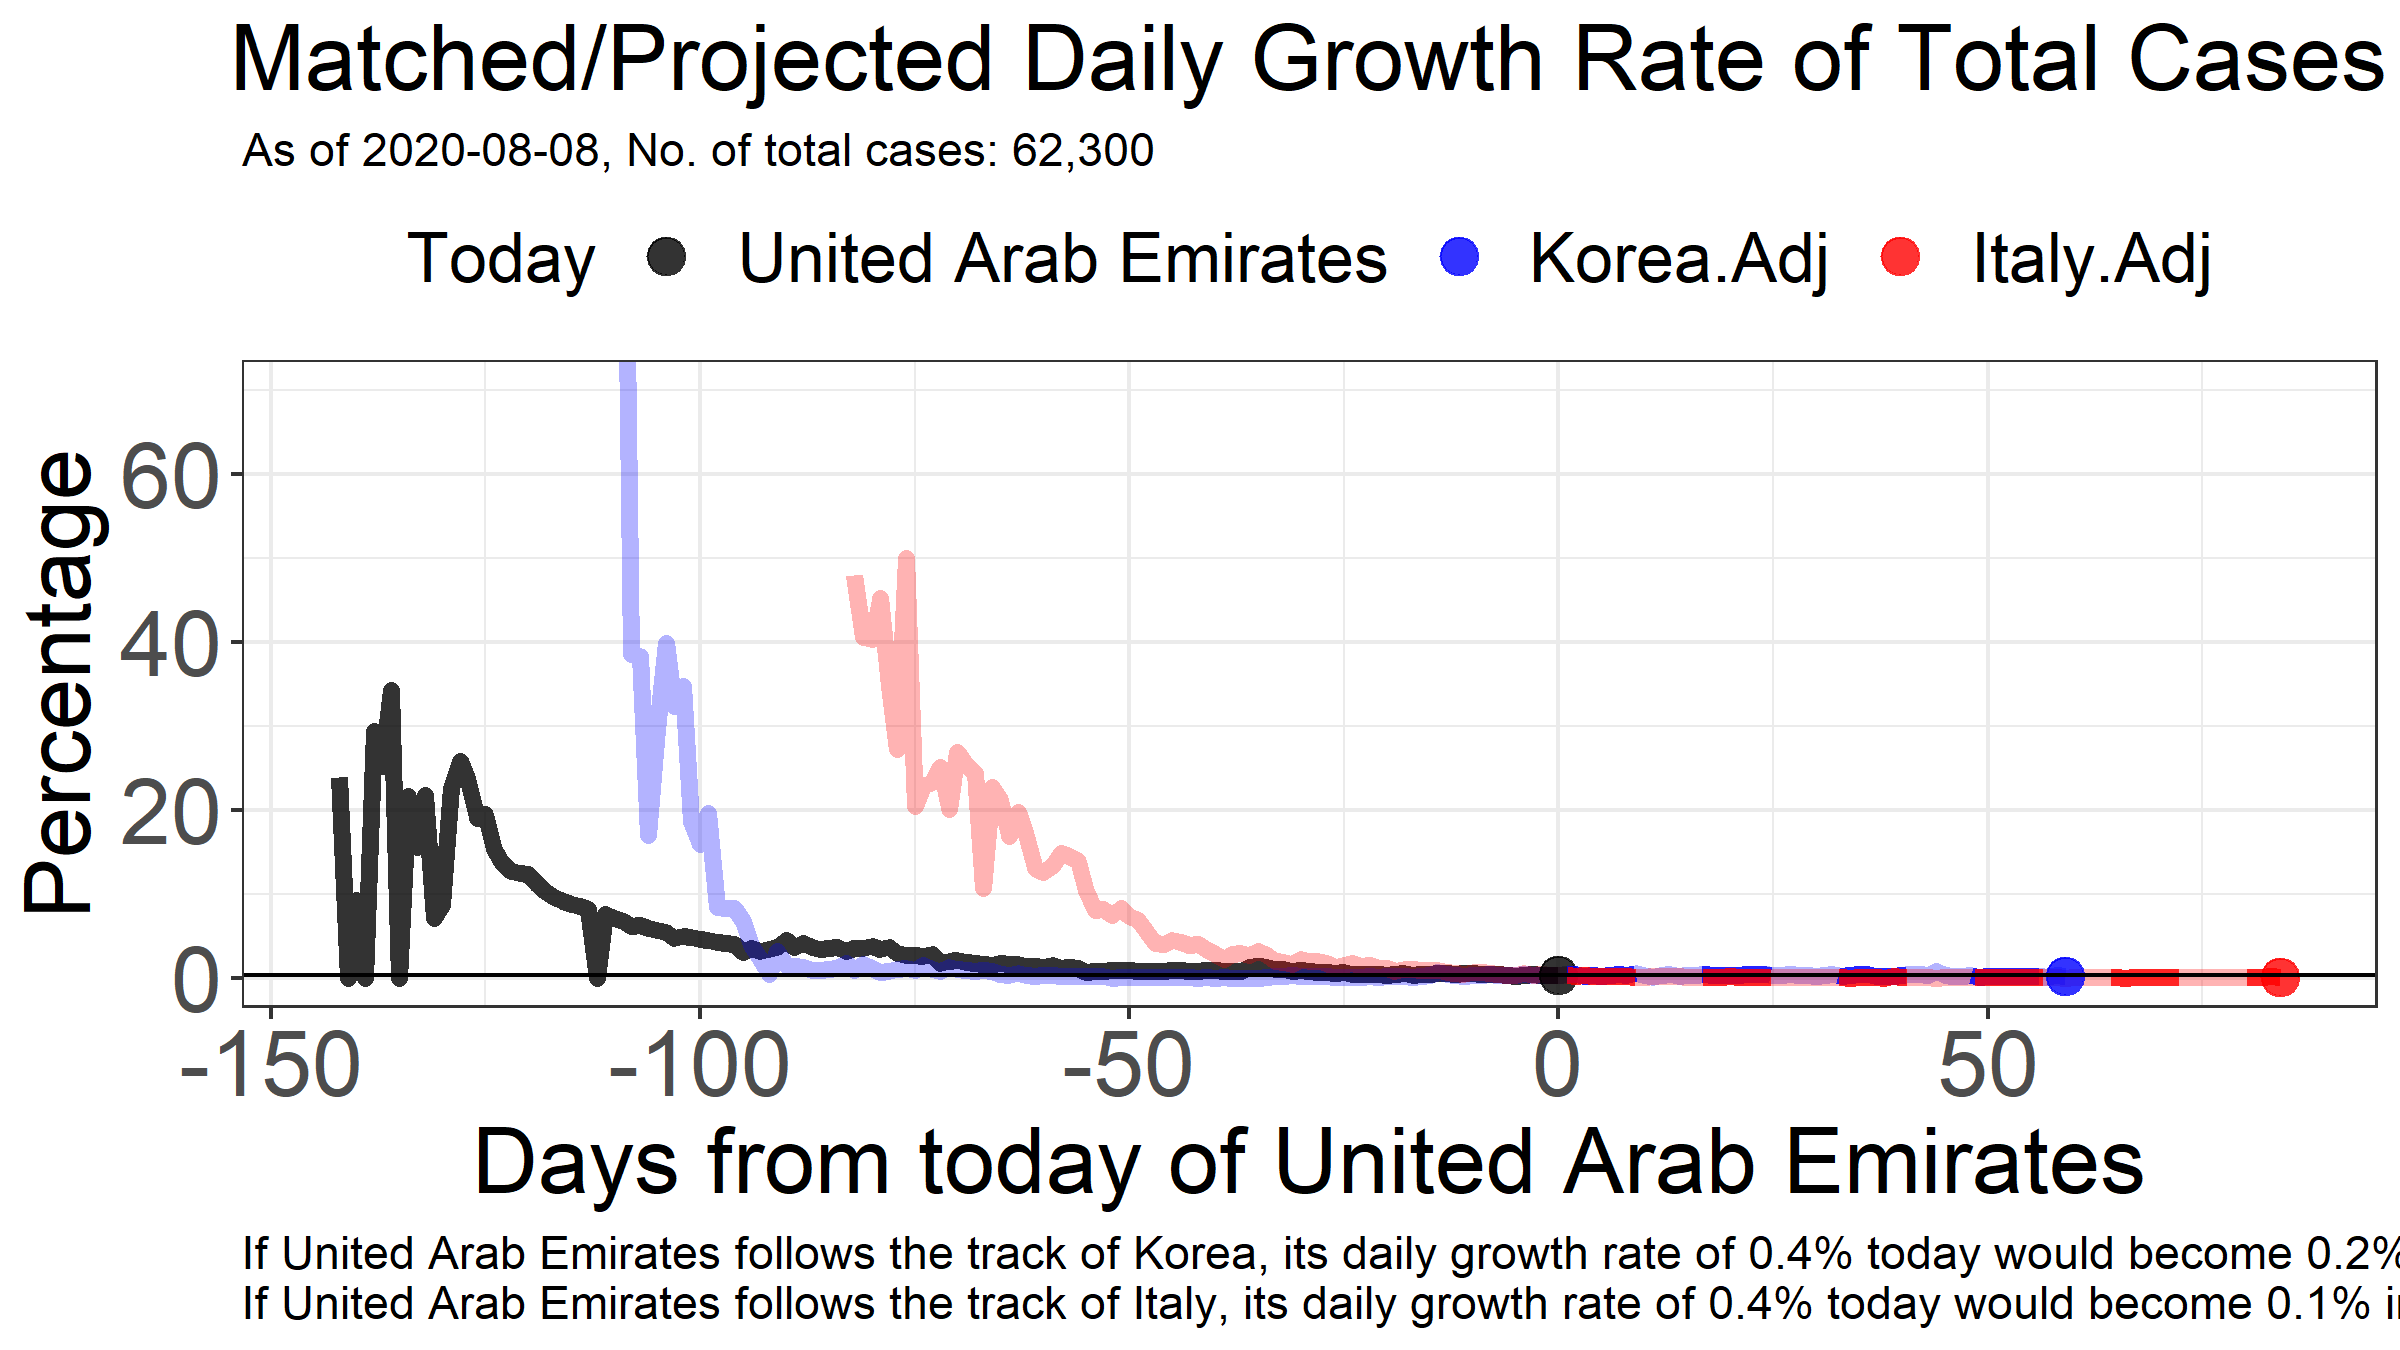 Matched/Projected Daily Growth Rate of Total Cases
As of 2020-08-08, No. of total cases: 62,300
Today United Arab Emirates Korea.Adj Italy.Adj
Percentage
60
40
20
0
-150 -100 -50 0 50
Days from today of United Arab Emirates
If United Arab Emirates follows the track of Korea, its daily growth rate of 0.4% today would become 0.2%
If United Arab Emirates follows the track of Italy, its daily growth rate of 0.4% today would become 0.1%